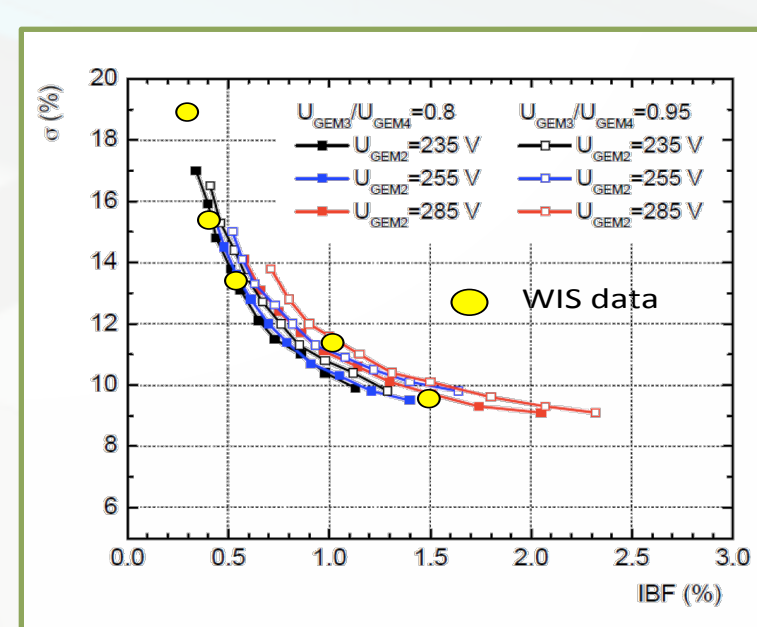 σ (%)
20
18
16
14
12
10
8
6
U_GEM3/U_GEM4=0.8
U_GEM2=235 V
U_GEM2=255 V
U_GEM2=285 V
U_GEM3/U_GEM4=0.95
U_GEM2=235 V
U_GEM2=255 V
U_GEM2=285 V
WIS data
0.0 0.5 1.0 1.5 2.0 2.5 3.0
IBF (%)